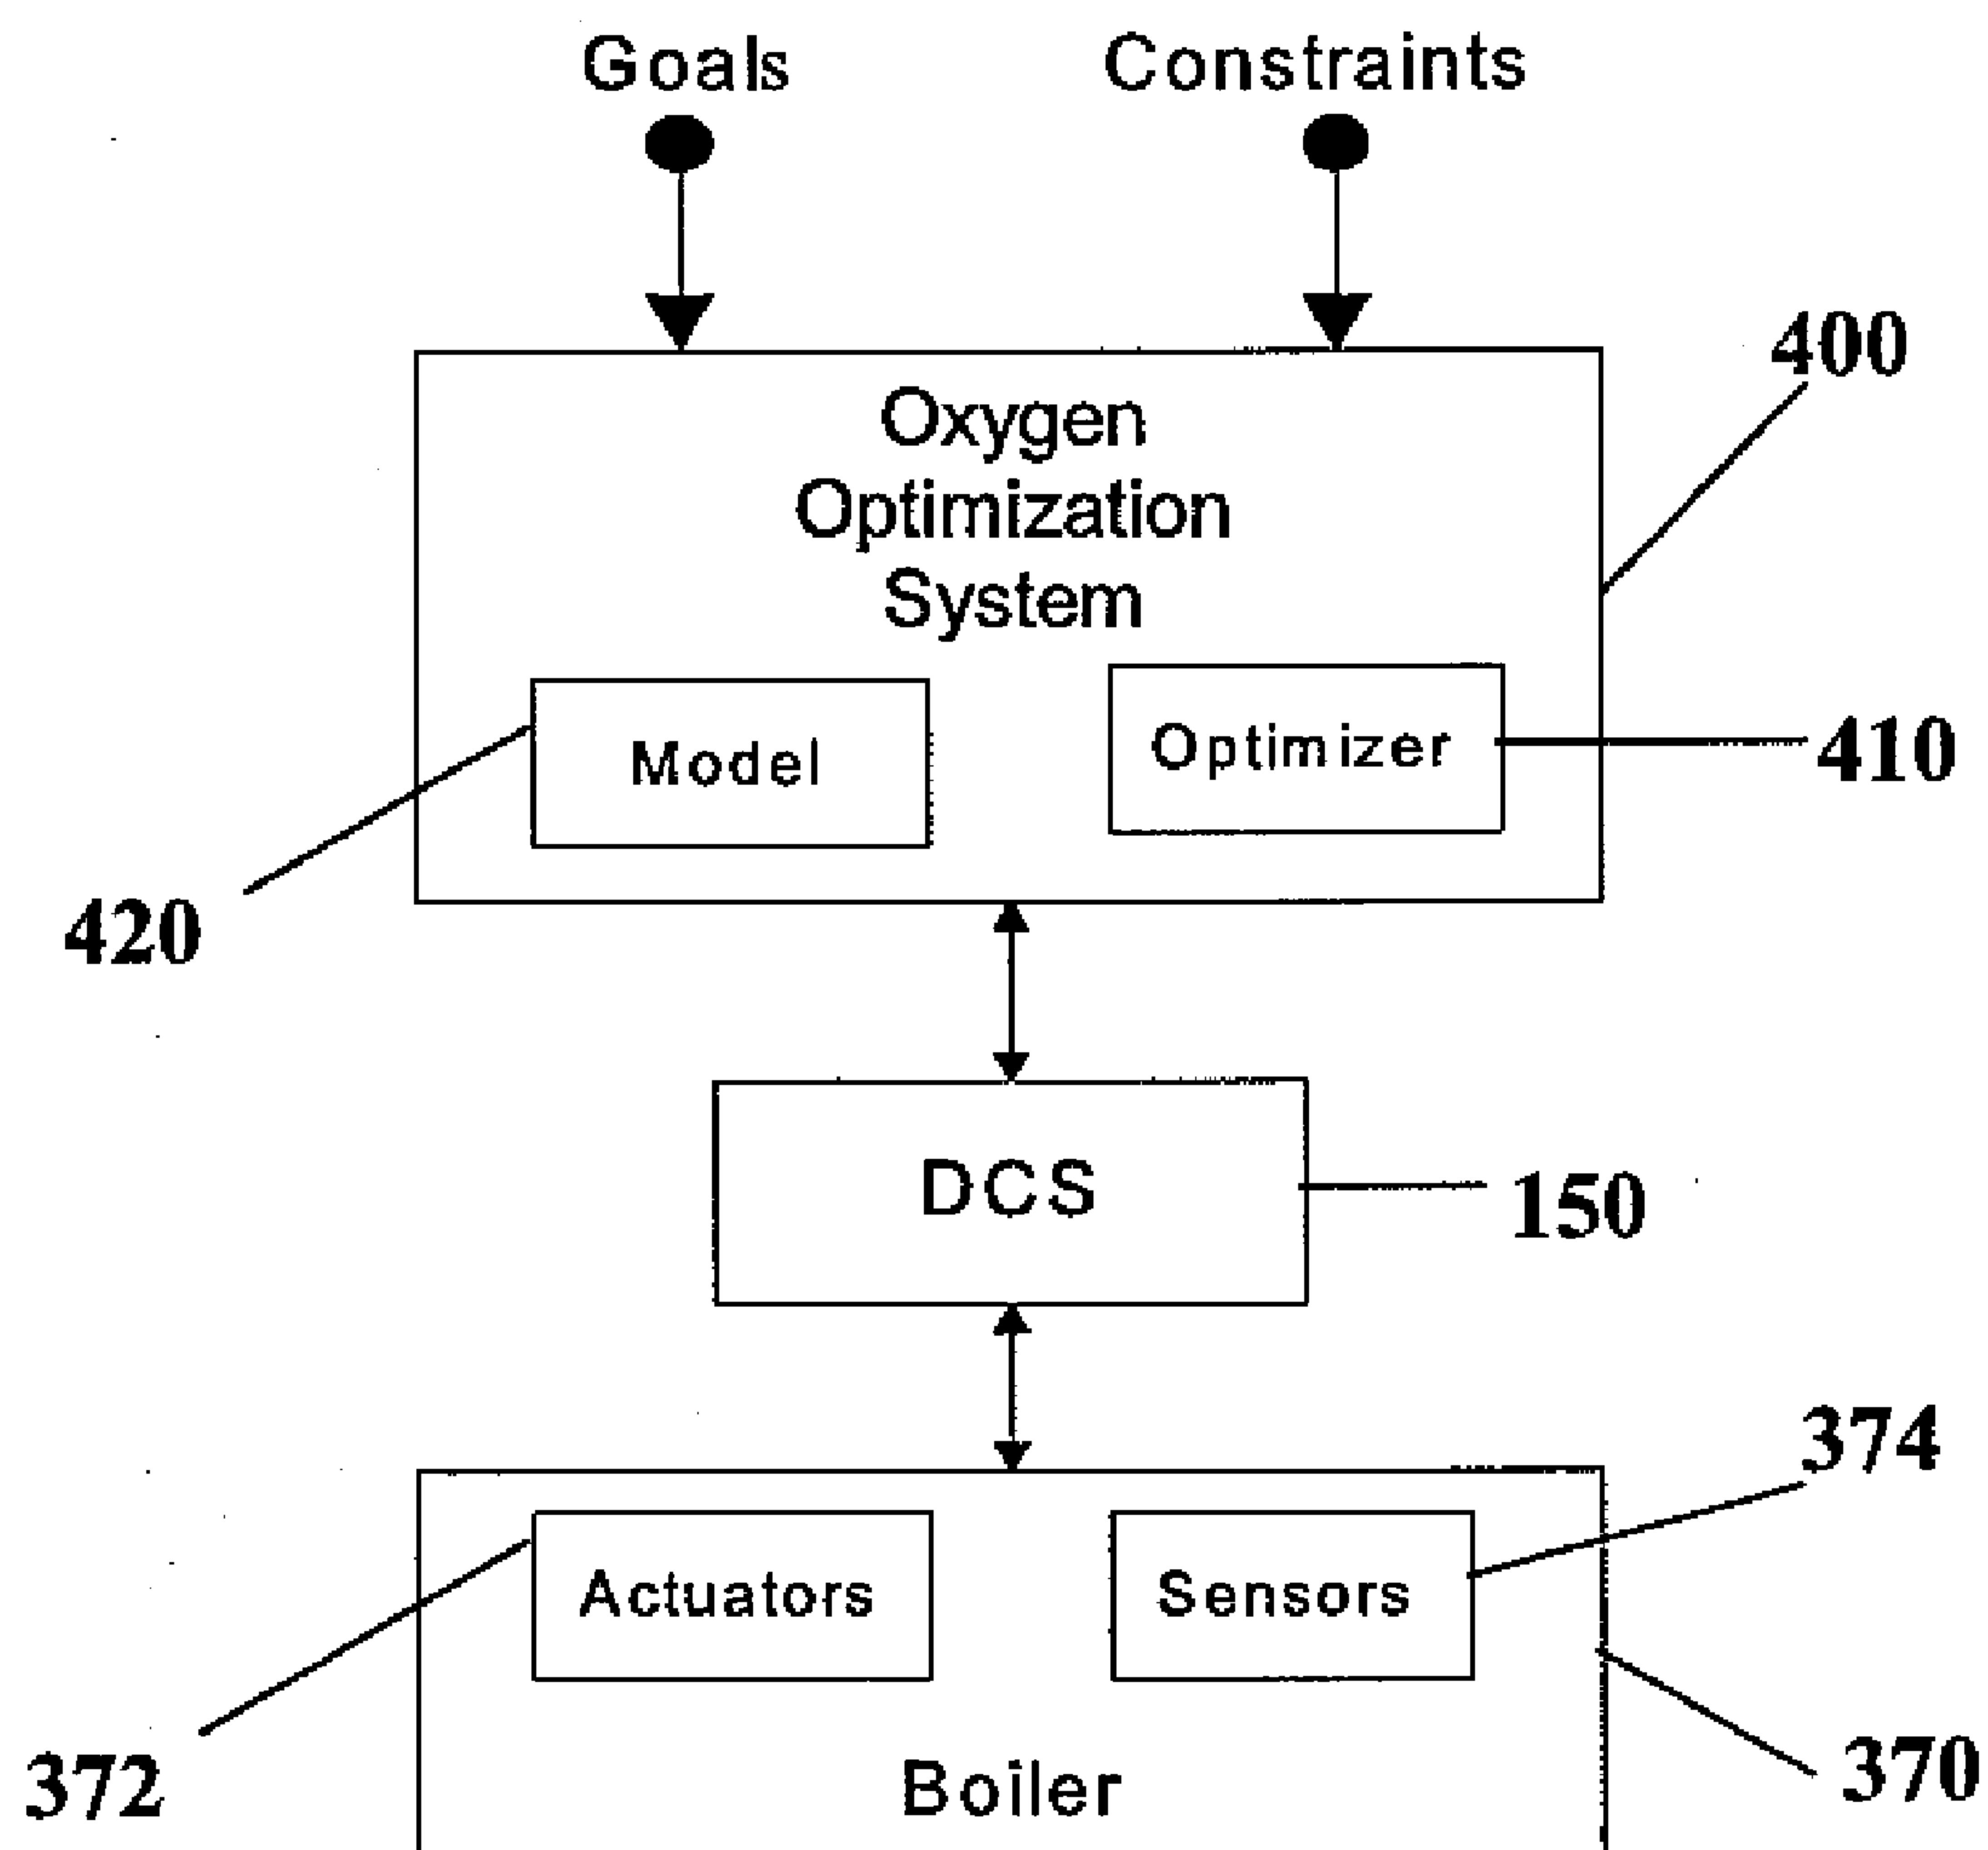 Goals
Constraints
400
Oxygen
Optimization
System
Model
Optimizer
410
420
DCS
150
374
Actuators
Sensors
372
Boiler
370